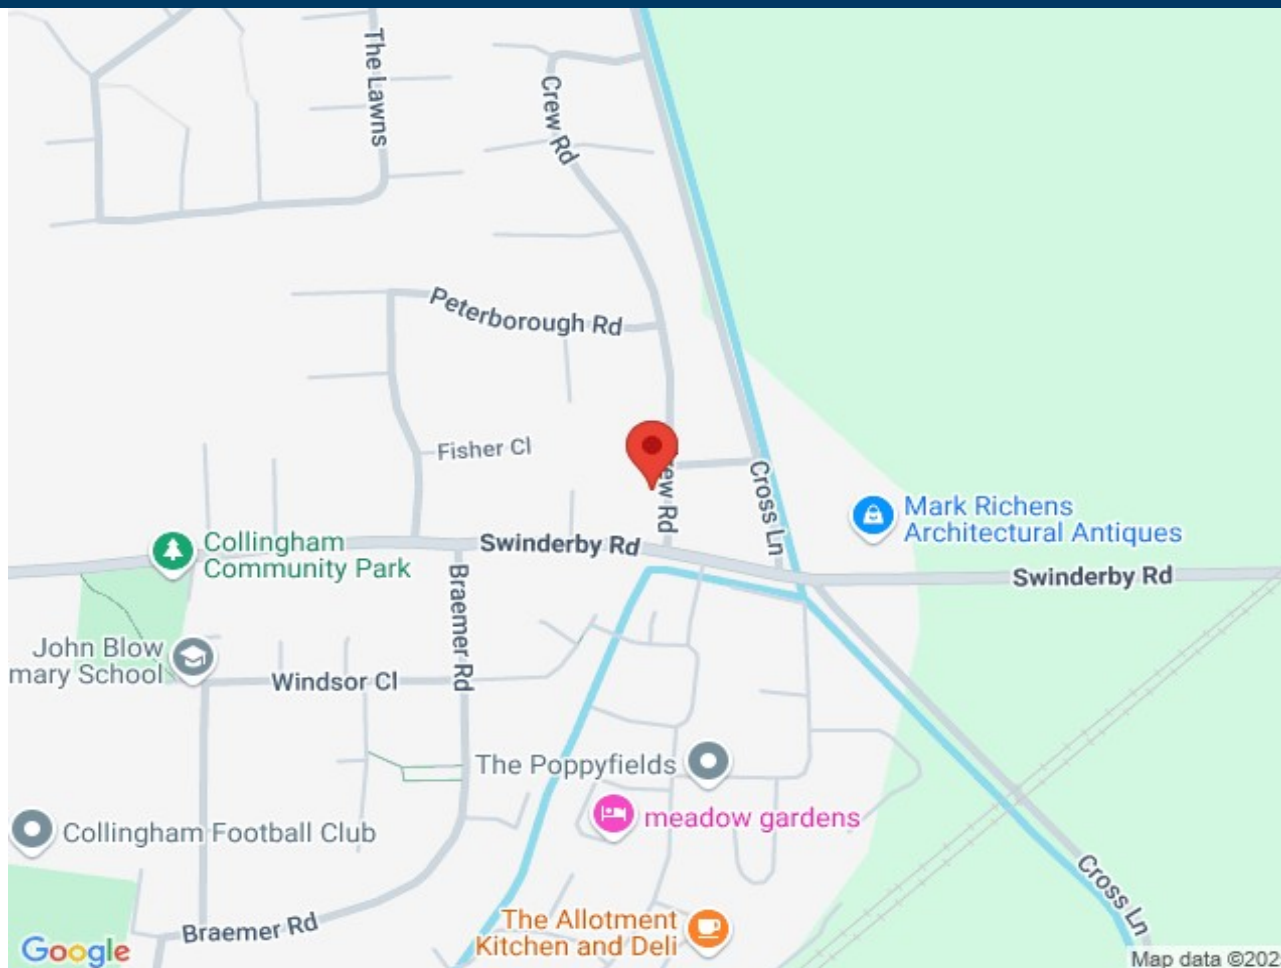 The Lawns
Crew Rd
Peterborough Rd
Fisher Cl
Cross Ln
Mark Richens
Architectural Antiques
Collingham
Community Park
Swinderby Rd
Swinderby Rd
Braemer Rd
John Blow
mary School
Windsor Cl
The Poppyfields
meadow gardens
Collingham Football Club
Cross Ln
The Allotment
Kitchen and Deli
Braemer Rd
Google
Map data ©202